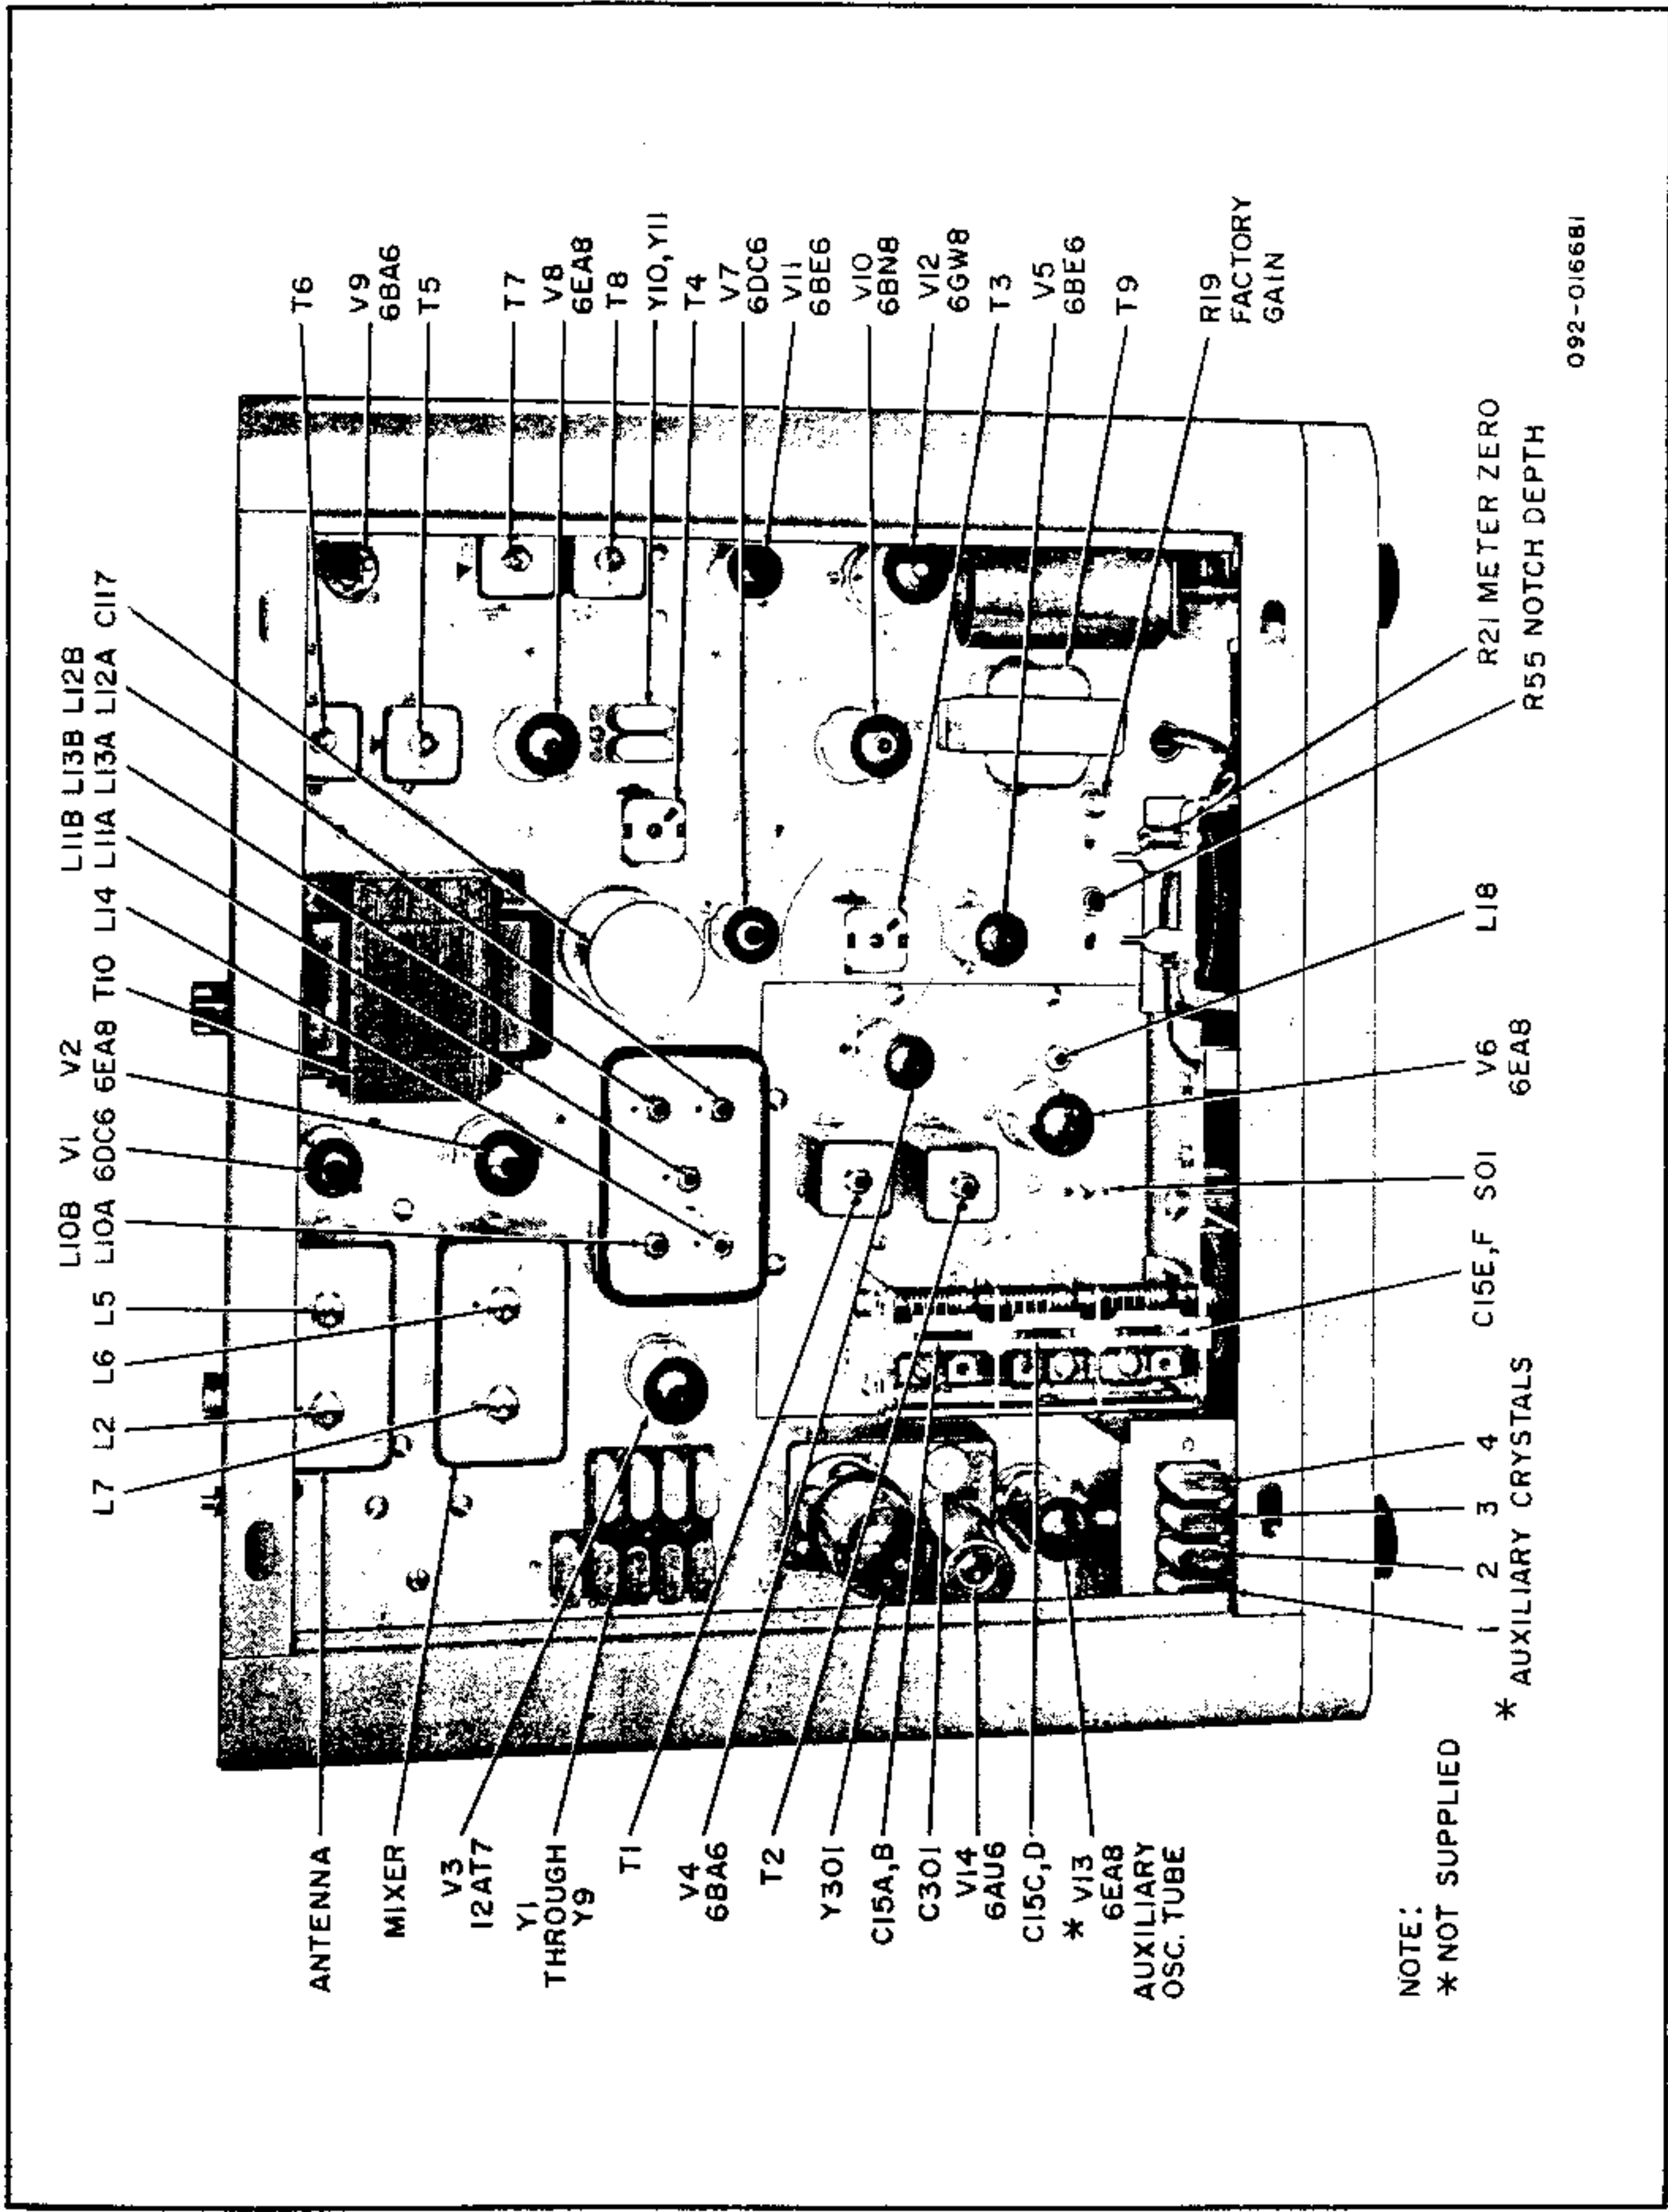 L10B V1 V2 L11B L13B L12B
L7 L2 L6 L5 L10A 6DC6 6EA8 T10 L14 L11A L13A L12A C117
ANTENNA
MIXER
V3
12AT7
Y1
THROUGH
Y9
T1
V4
6BA6
T2
Y301
C15A,B
C301
V14
6AU6
C15C,D
* V13
6EA8
AUXILIARY
OSC. TUBE
T6
V9
6BA6
T5
T7
V8
6EA8
T8
Y10, Y11
T4
V7
6DC6
V11
6BE6
V10
6BN8
V12
6GW8
T3
V5
6BE6
T9
R19
FACTORY
GAIN
1 2 3 4 C15E,F SO1 V6 L18
6EA8
* AUXILIARY CRYSTALS
R21 METER ZERO
R55 NOTCH DEPTH
NOTE:
* NOT SUPPLIED
092-016681